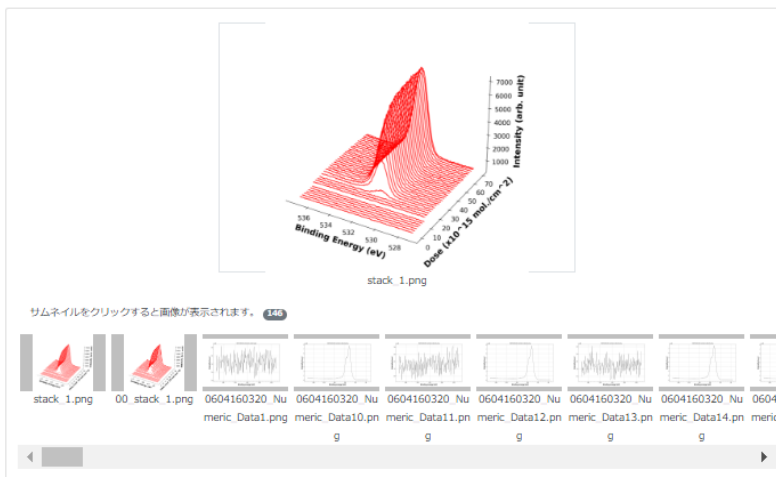 7000
6000
5000
4000
3000
2000
1000
Intensity (arb. unit)
70
60
50
40
30
20
10
0
Dose (x10^15 mol./cm^2)
536
534
532
530
528
Binding Energy (eV)
stack_1.png
サムネイルをクリックすると画像が表示されます。 146
stack_1.png
00_stack_1.png
0604160320_Nu
meric_Data1.png
0604160320_Nu
meric_Data10.pn
g
0604160320_Nu
meric_Data11.pn
g
0604160320_Nu
meric_Data12.pn
g
0604160320_Nu
meric_Data13.pn
g
0604160320_Nu
meric_Data14.pn
g